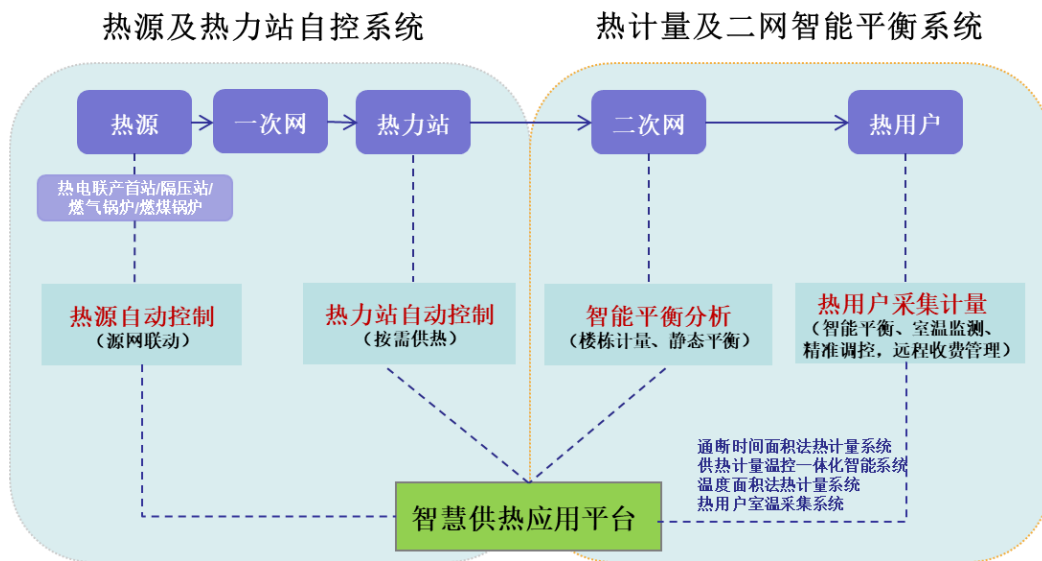 热源及热力站自控系统
热计量及二网智能平衡系统
热源
一次网
热力站
二次网
热用户
热电联产首站/隔压站/
燃气锅炉/燃煤锅炉
热源自动控制
（源网联动）
热力站自动控制
（按需供热）
智能平衡分析
（楼栋计量、静态平衡）
热用户采集计量
（智能平衡、室温监测、
精准调控，远程收费管理）
通断时间面积法热计量系统
供热计量温控一体化智能系统
温度面积法热计量系统
热用户室温采集系统
智慧供热应用平台